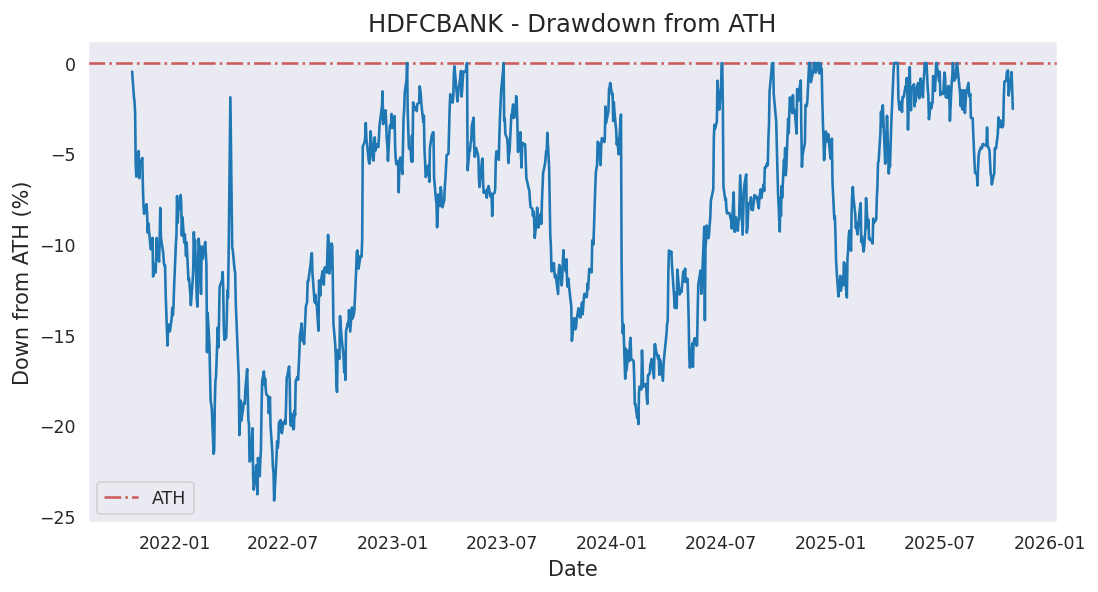 HDFCBANK - Drawdown from ATH
Down from ATH (%)
0
−5
−10
−15
−20
−25
ATH
2022-01 2022-07 2023-01 2023-07 2024-01 2024-07 2025-01 2025-07 2026-01
Date